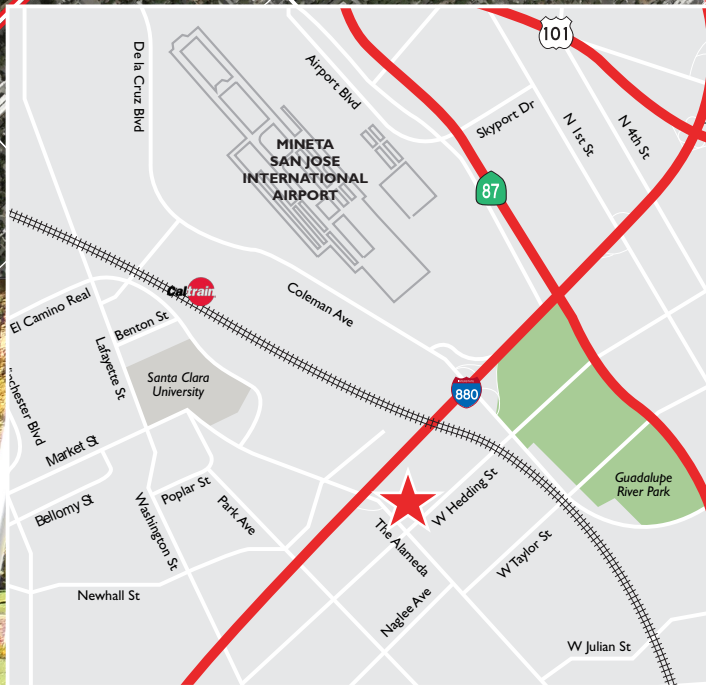 101
De la Cruz Blvd
Airport Blvd
Skyport Dr
N 1st St
N 4th St
MINETA
SAN JOSE
INTERNATIONAL
AIRPORT
87
Caltrain
El Camino Real
Benton St
Coleman Ave
Lafayette St
Santa Clara
University
880
chester Blvd
Market St
Bellomy St
Poplar St
Washington St
Park Ave
W Hedding St
The Alameda
Guadalupe
River Park
W Taylor St
Newhall St
Naglee Ave
W Julian St